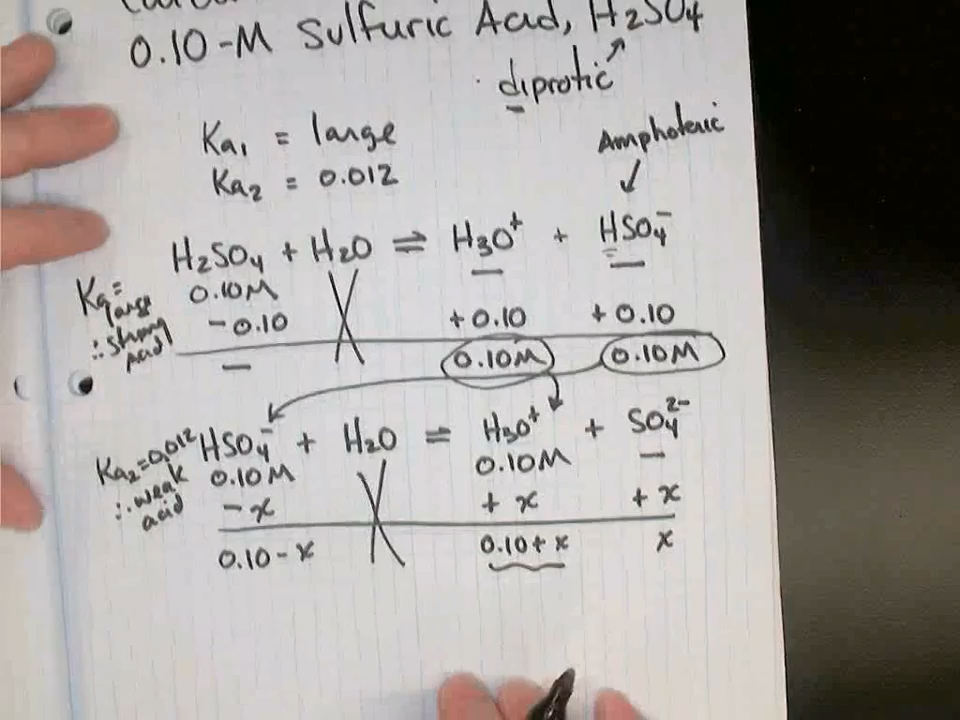 0.10-M Sulfuric Acid, H2SO4
diprotic
Ka1 = large
Ka2 = 0.012
Amphoteric
H2SO4 + H2O ⇌ H3O+ + HSO4-
Ka = large ∴ strong acid
0.10M
-0.10 +0.10 +0.10
— 0.10M 0.10M
Ka2=0.012 ∴ weak acid
HSO4- + H2O ⇌ H3O+ + SO4 2-
0.10M 0.10M —
-x +x +x
0.10-x 0.10+x x